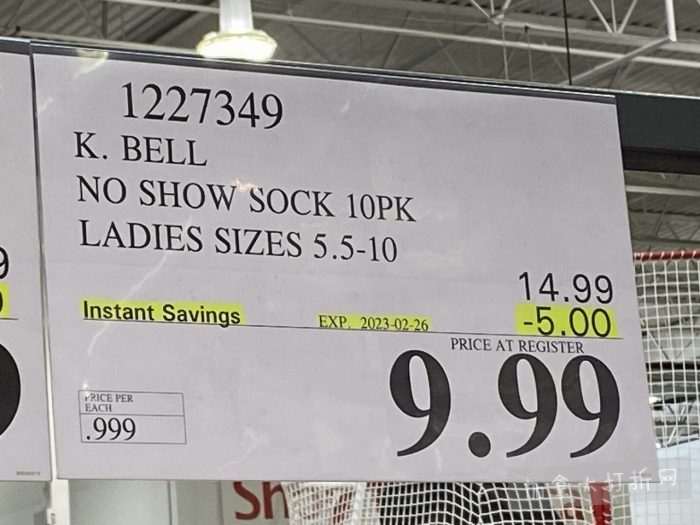 1227349
K. BELL
NO SHOW SOCK 10PK
LADIES SIZES 5.5-10
14.99
Instant Savings EXP. 2023-02-26 -5.00
PRICE AT REGISTER
9.99
PRICE PER
EACH
.999
Sh